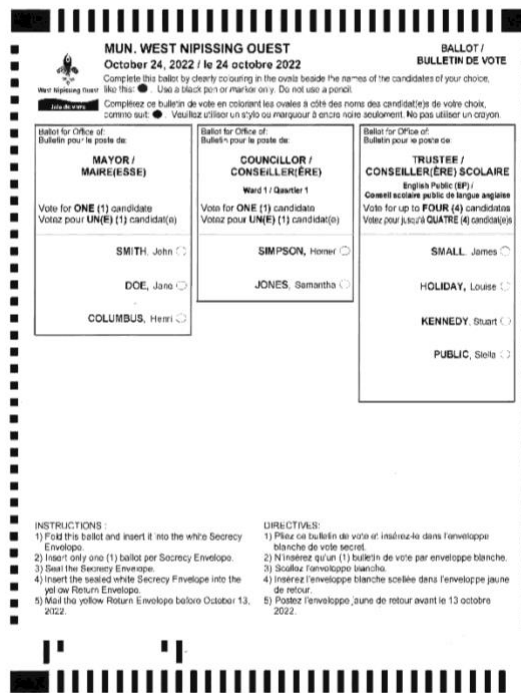 MUN. WEST NIPISSING OUEST
October 24, 2022 / le 24 octobre 2022
BALLOT /
BULLETIN DE VOTE
Complete this ballot by clearly colouring in the ovals beside the names of the candidates of your choice,
like this: ● . Use a black pen or marker only. Do not use a pencil.
West Nipissing Ouest
Joie de vivre
Complétez ce bulletin de vote en coloriant les ovales à côté des noms des candidat(e)s de votre choix,
comme suit: ● . Veuillez utiliser un stylo ou marqueur à encre noire seulement. No pas utiliser un crayon.
Ballot for Office of:
Bulletin pour le poste de:
MAYOR /
MAIRE(ESSE)
Vote for ONE (1) candidate
Votez pour UN(E) (1) candidat(e)
SMITH, John
DOE, Jane
COLUMBUS, Henri
Ballot for Office of:
Bulletin pour le poste de:
COUNCILLOR /
CONSEILLER(ÈRE)
Ward 1 / Quartier 1
Vote for ONE (1) candidate
Votez pour UN(E) (1) candidat(e)
SIMPSON, Homer
JONES, Samantha
Ballot for Office of:
Bulletin pour le poste de:
TRUSTEE /
CONSEILLER(ÈRE) SCOLAIRE
English Public (EP) /
Conseil scolaire public de langue anglaise
Vote for up to FOUR (4) candidates
Votez pour jusqu'à QUATRE (4) candidat(e)s
SMALL, James
HOLIDAY, Louise
KENNEDY, Stuart
PUBLIC, Stella
INSTRUCTIONS :
1) Fold this ballot and insert it into the white Secrecy
Envelope.
2) Insert only one (1) ballot per Secrecy Envelope.
3) Seal the Secrecy Envelope.
4) Insert the sealed white Secrecy Envelope into the
yellow Return Envelope.
5) Mail the yellow Return Envelope before October 13,
2022.
DIRECTIVES:
1) Pliez ce bulletin de vote et insérez-le dans l'enveloppe
blanche de vote secret.
2) N'insérez qu'un (1) bulletin de vote par enveloppe blanche.
3) Scellez l'enveloppe blanche.
4) Insérez l'enveloppe blanche scellée dans l'enveloppe jaune
de retour.
5) Postez l'enveloppe jaune de retour avant le 13 octobre
2022.